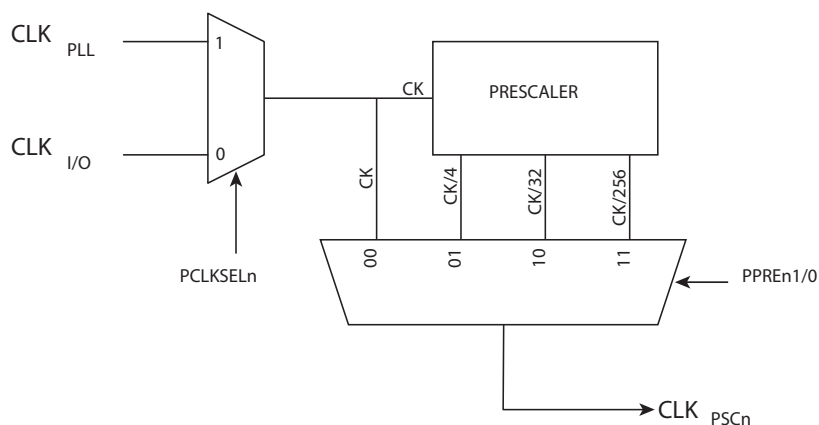 CLK PLL
1
CK
PRESCALER
CLK I/O
0
CK
CK/4
CK/32
CK/256
00
01
10
11
PCLKSELn
PPREn1/0
CLK PSCn